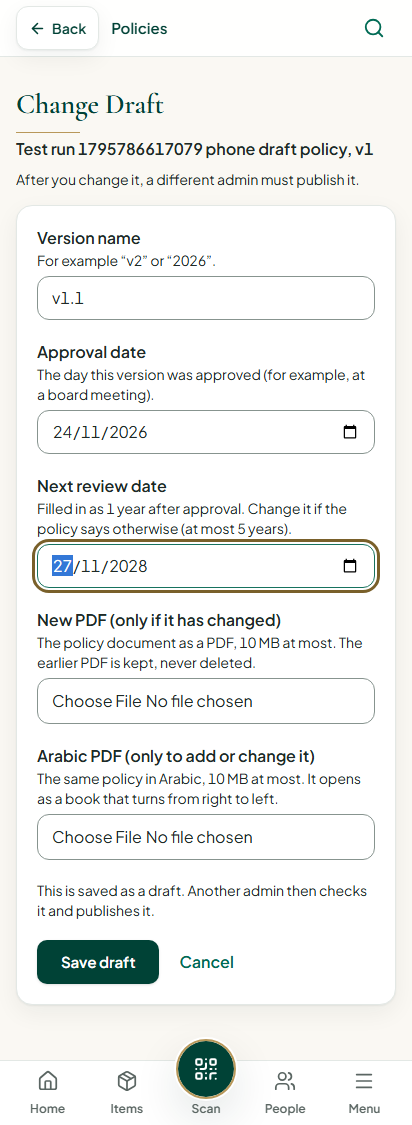 Back
Policies
Change Draft
Test run 1795786617079 phone draft policy, v1
After you change it, a different admin must publish it.
Version name
For example “v2” or “2026”.
v1.1
Approval date
The day this version was approved (for example, at
a board meeting).
24/11/2026
Next review date
Filled in as 1 year after approval. Change it if the
policy says otherwise (at most 5 years).
27/11/2028
New PDF (only if it has changed)
The policy document as a PDF, 10 MB at most. The
earlier PDF is kept, never deleted.
Choose File No file chosen
Arabic PDF (only to add or change it)
The same policy in Arabic, 10 MB at most. It opens
as a book that turns from right to left.
Choose File No file chosen
This is saved as a draft. Another admin then checks
it and publishes it.
Save draft
Cancel
Home
Items
Scan
People
Menu